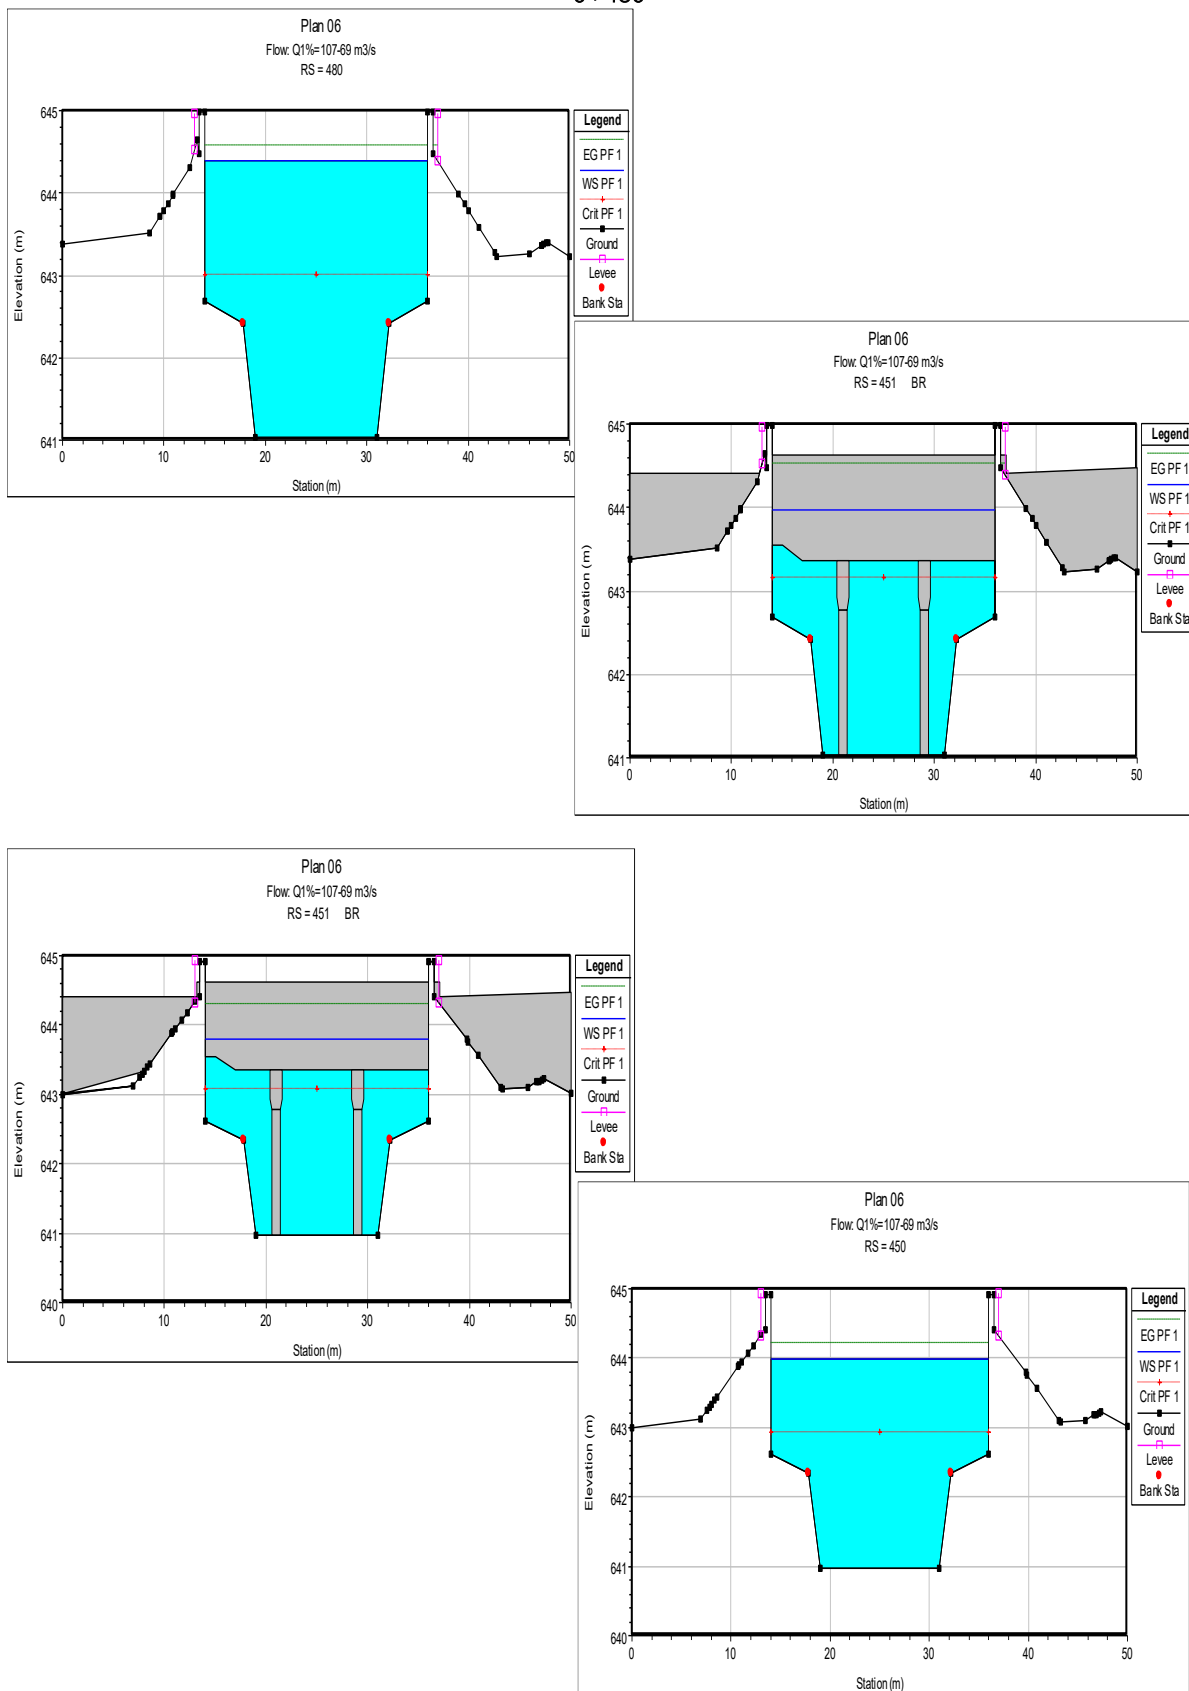 Plan 06
Flow: Q1%=107-69 m3/s
RS = 480
645
644
643
642
641
0
10
20
30
40
50
Elevation (m)
Station (m)
Legend
EG PF 1
WS PF 1
Crit PF 1
Ground
Levee
Bank Sta
Plan 06
Flow: Q1%=107-69 m3/s
RS = 451 BR
645
644
643
642
641
0
10
20
30
40
50
Elevation (m)
Station (m)
Legend
EG PF 1
WS PF 1
Crit PF 1
Ground
Levee
Bank Sta
Plan 06
Flow: Q1%=107-69 m3/s
RS = 451 BR
645
644
643
642
641
640
0
10
20
30
40
50
Elevation (m)
Station (m)
Legend
EG PF 1
WS PF 1
Crit PF 1
Ground
Levee
Bank Sta
Plan 06
Flow: Q1%=107-69 m3/s
RS = 450
645
644
643
642
641
640
0
10
20
30
40
50
Elevation (m)
Station (m)
Legend
EG PF 1
WS PF 1
Crit PF 1
Ground
Levee
Bank Sta